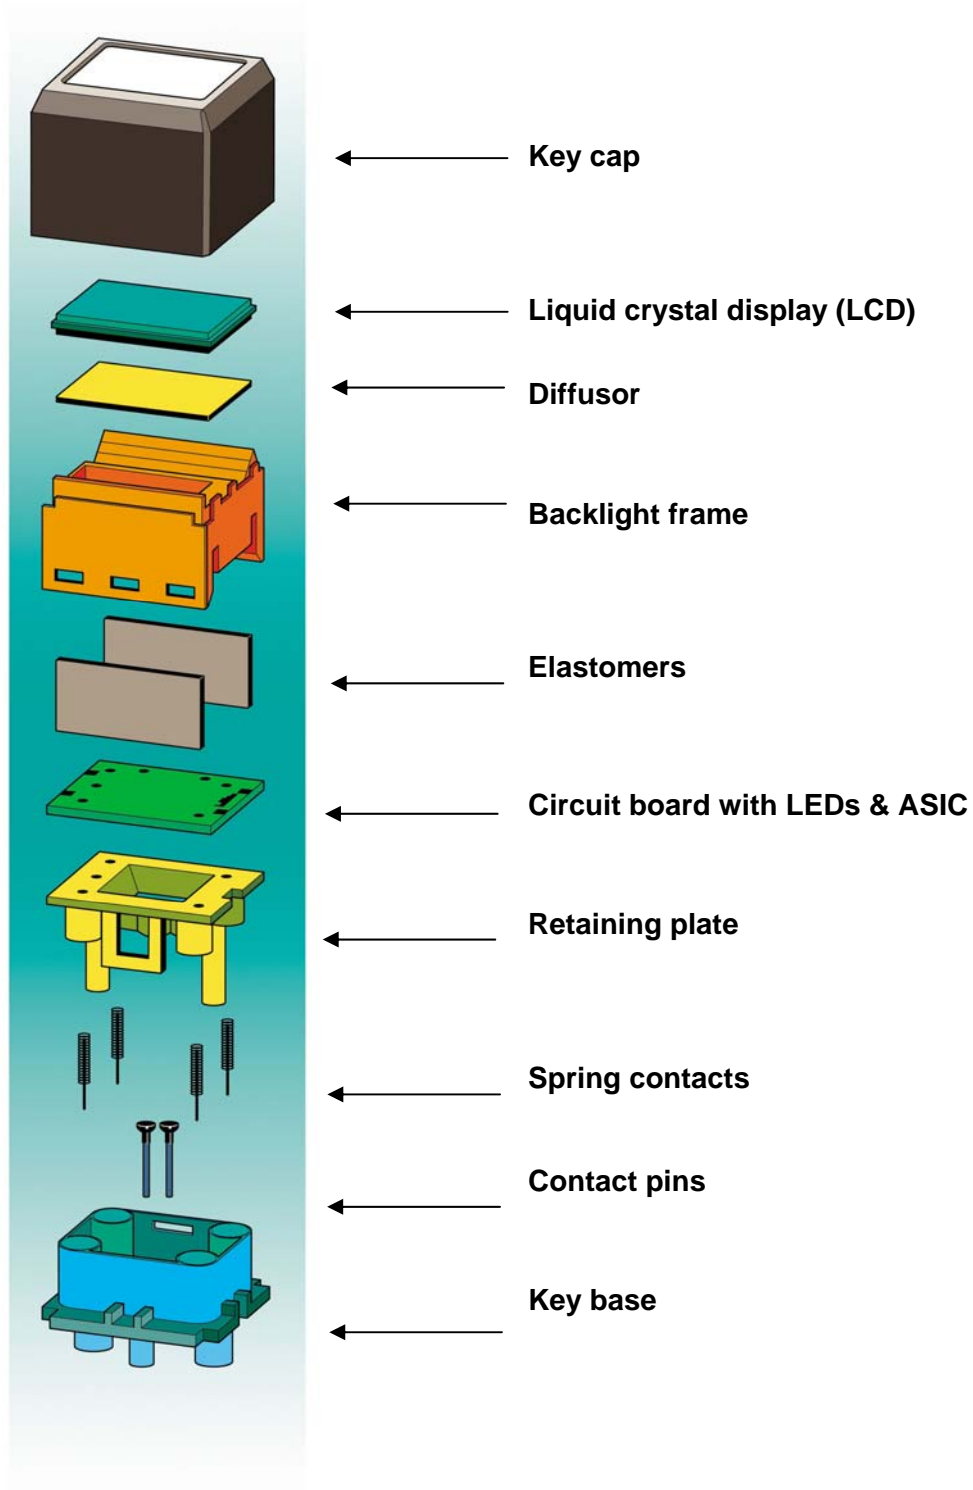 Key cap
Liquid crystal display (LCD)
Diffusor
Backlight frame
Elastomers
Circuit board with LEDs & ASIC
Retaining plate
Spring contacts
Contact pins
Key base